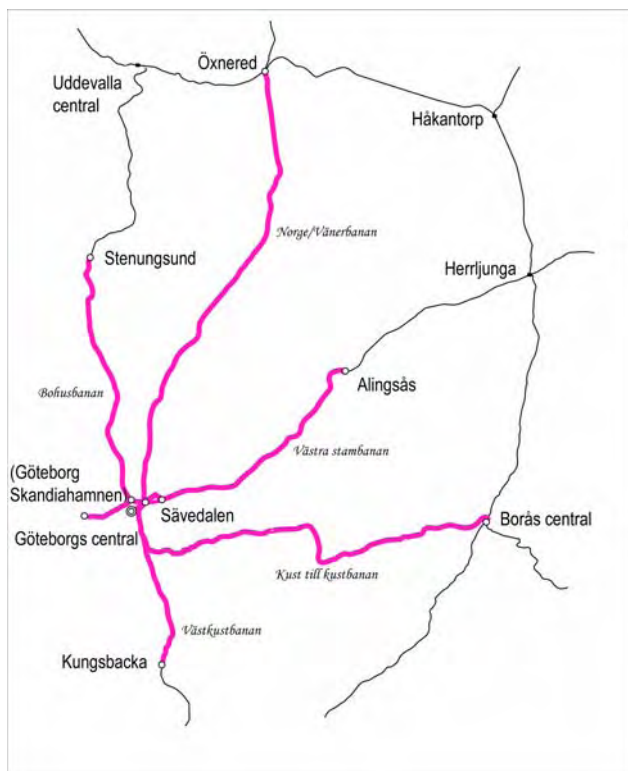 Öxnered
Uddevalla
central
Håkantorp
Norge/Vänerbanan
Stenungsund
Herrljunga
Alingsås
Bohusbanan
Västra stambanan
(Göteborg
Skandiahamnen)
Sävedalen
Göteborgs central
Borås central
Kust till kustbanan
Västkustbanan
Kungsbacka